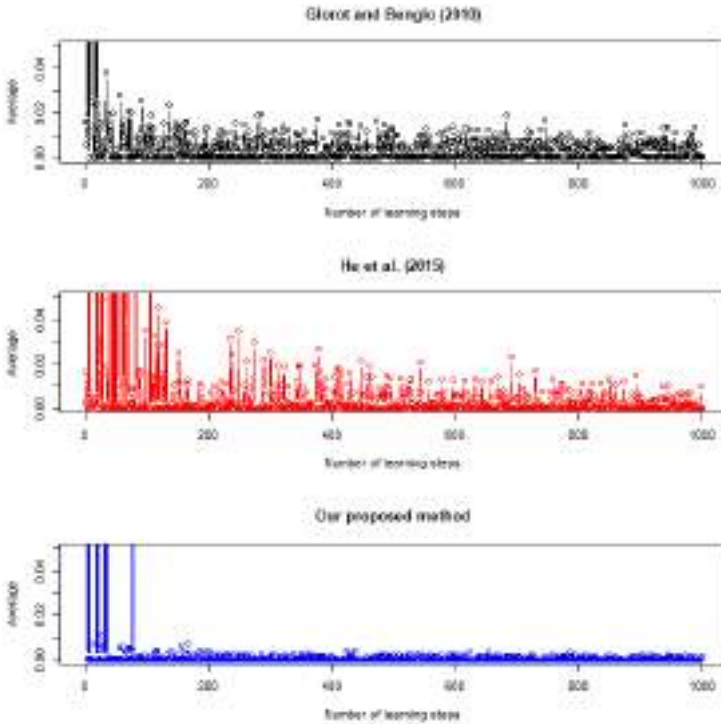 Glorot and Bengio (2010)
Average
0.00 0.02 0.04
0 200 400 600 800 1000
Number of learning steps
He et al. (2015)
Average
0.00 0.02 0.04
0 200 400 600 800 1000
Number of learning steps
Our proposed method
Average
0.00 0.02 0.04
0 200 400 600 800 1000
Number of learning steps